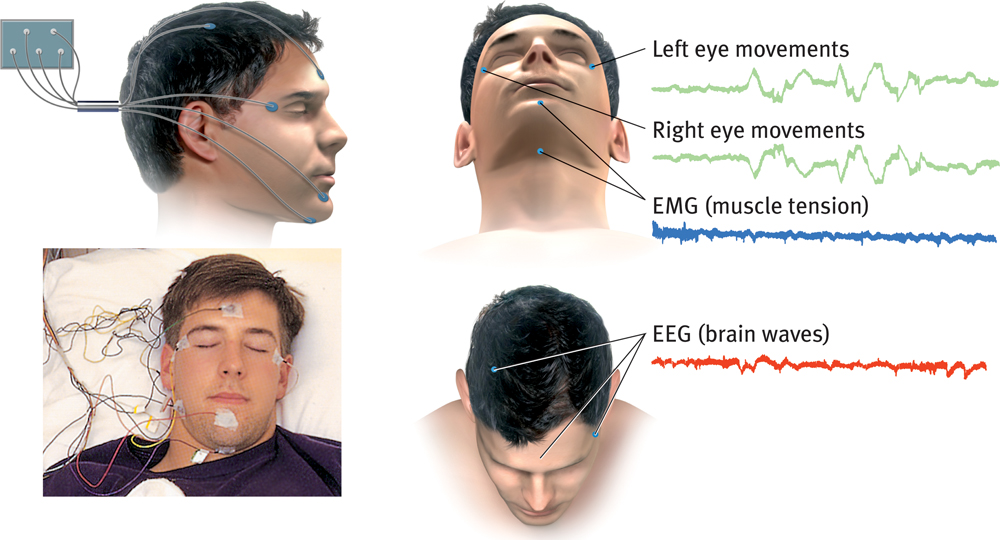 Left eye movements
Right eye movements
EMG (muscle tension)
EEG (brain waves)